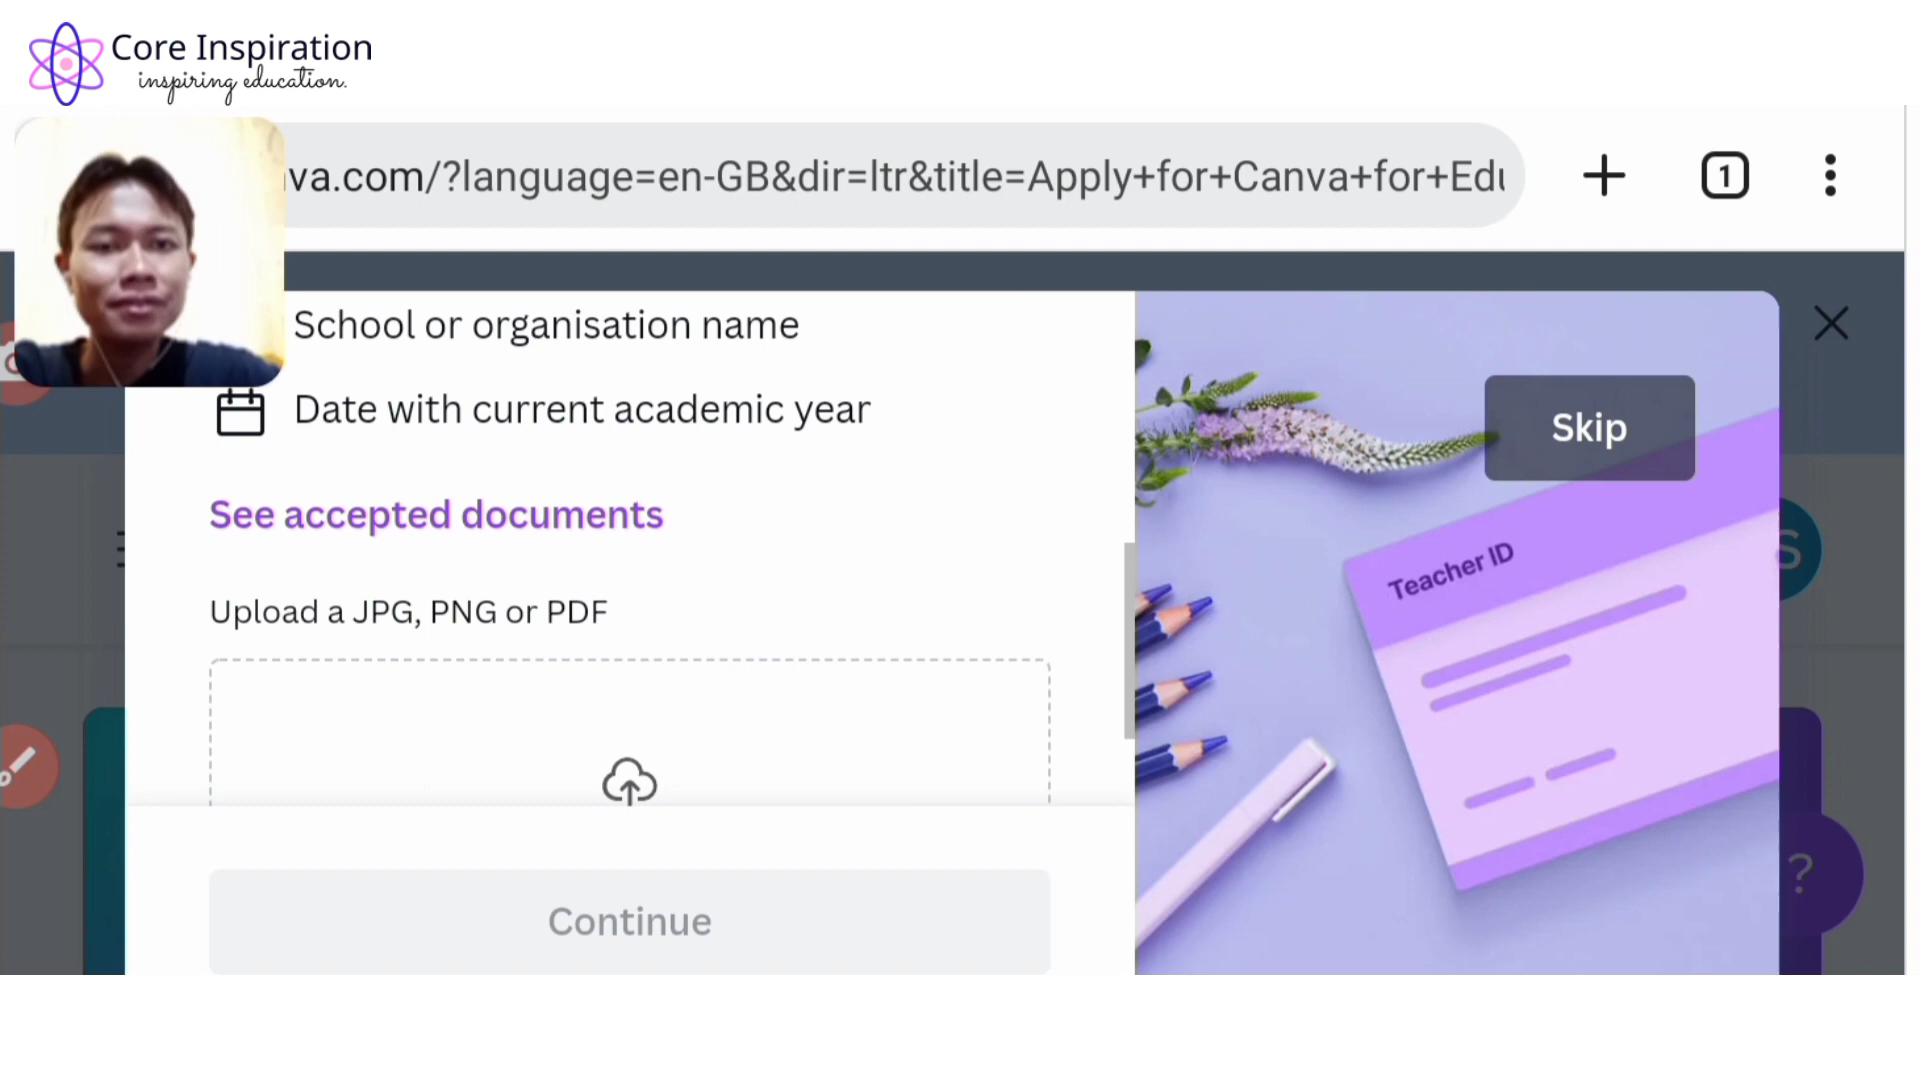 Core Inspiration
inspiring education.
va.com/?language=en-GB&dir=ltr&title=Apply+for+Canva+for+Edu
1
School or organisation name
Date with current academic year
Skip
See accepted documents
Teacher ID
S
Upload a JPG, PNG or PDF
?
Continue